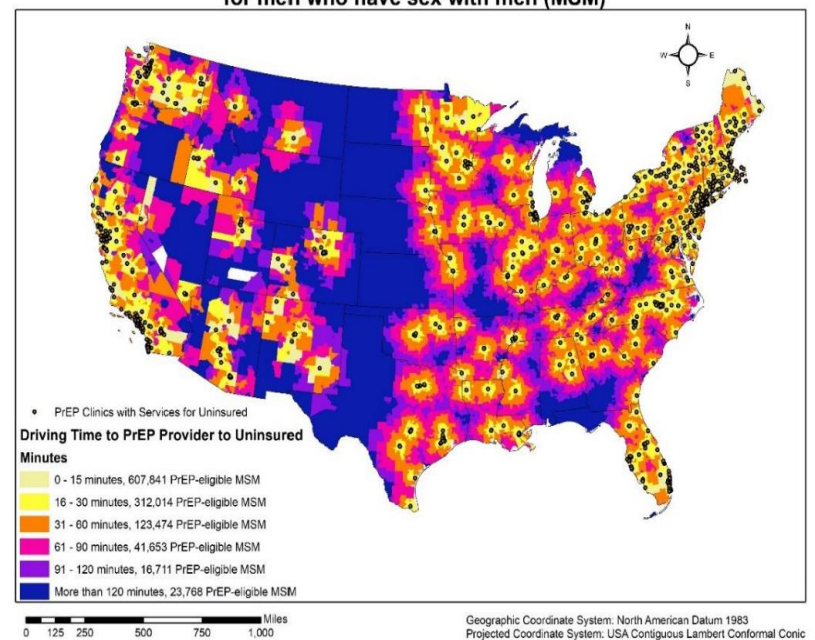 for men who have sex with men (MSM)
N
W E
S
PrEP Clinics with Services for Uninsured
Driving Time to PrEP Provider to Uninsured
Minutes
0 - 15 minutes, 607,841 PrEP-eligible MSM
16 - 30 minutes, 312,014 PrEP-eligible MSM
31 - 60 minutes, 123,474 PrEP-eligible MSM
61 - 90 minutes, 41,653 PrEP-eligible MSM
91 - 120 minutes, 16,711 PrEP-eligible MSM
More than 120 minutes, 23,768 PrEP-eligible MSM
Miles
0 125 250 500 750 1,000
Geographic Coordinate System: North American Datum 1983
Projected Coordinate System: USA Contiguous Lambert Conformal Conic